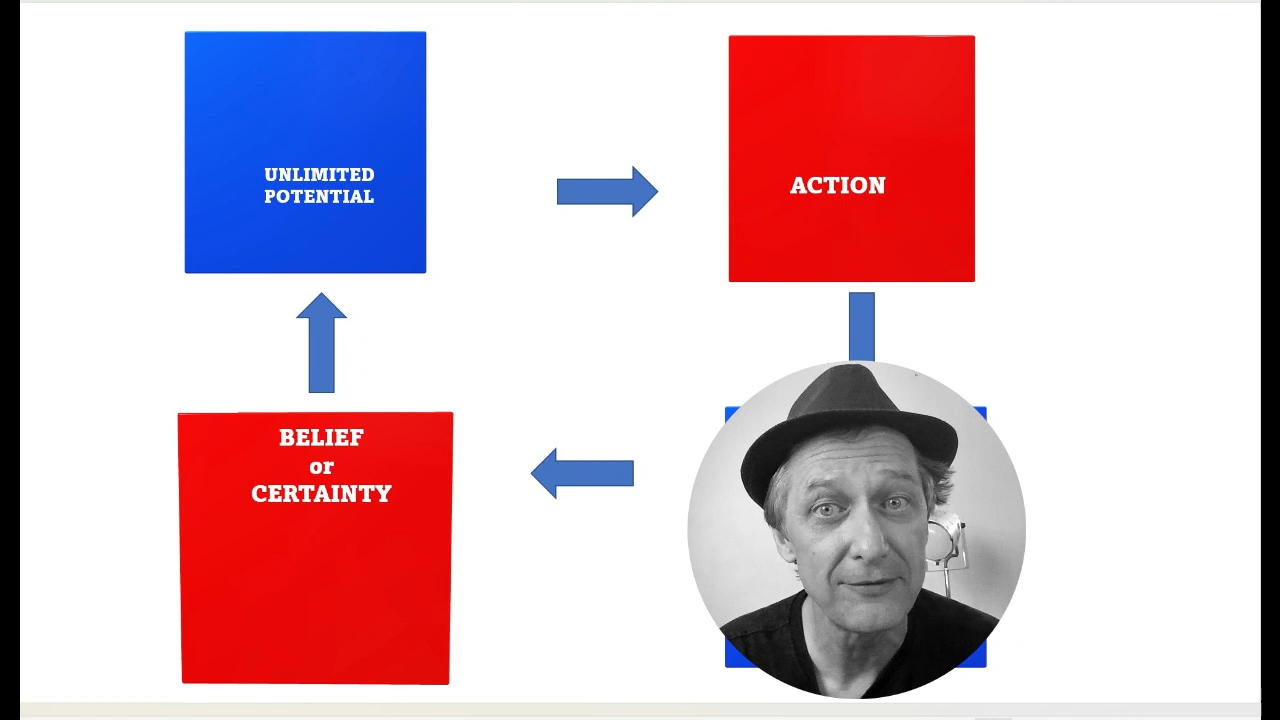 UNLIMITED
POTENTIAL
ACTION
BELIEF
or
CERTAINTY